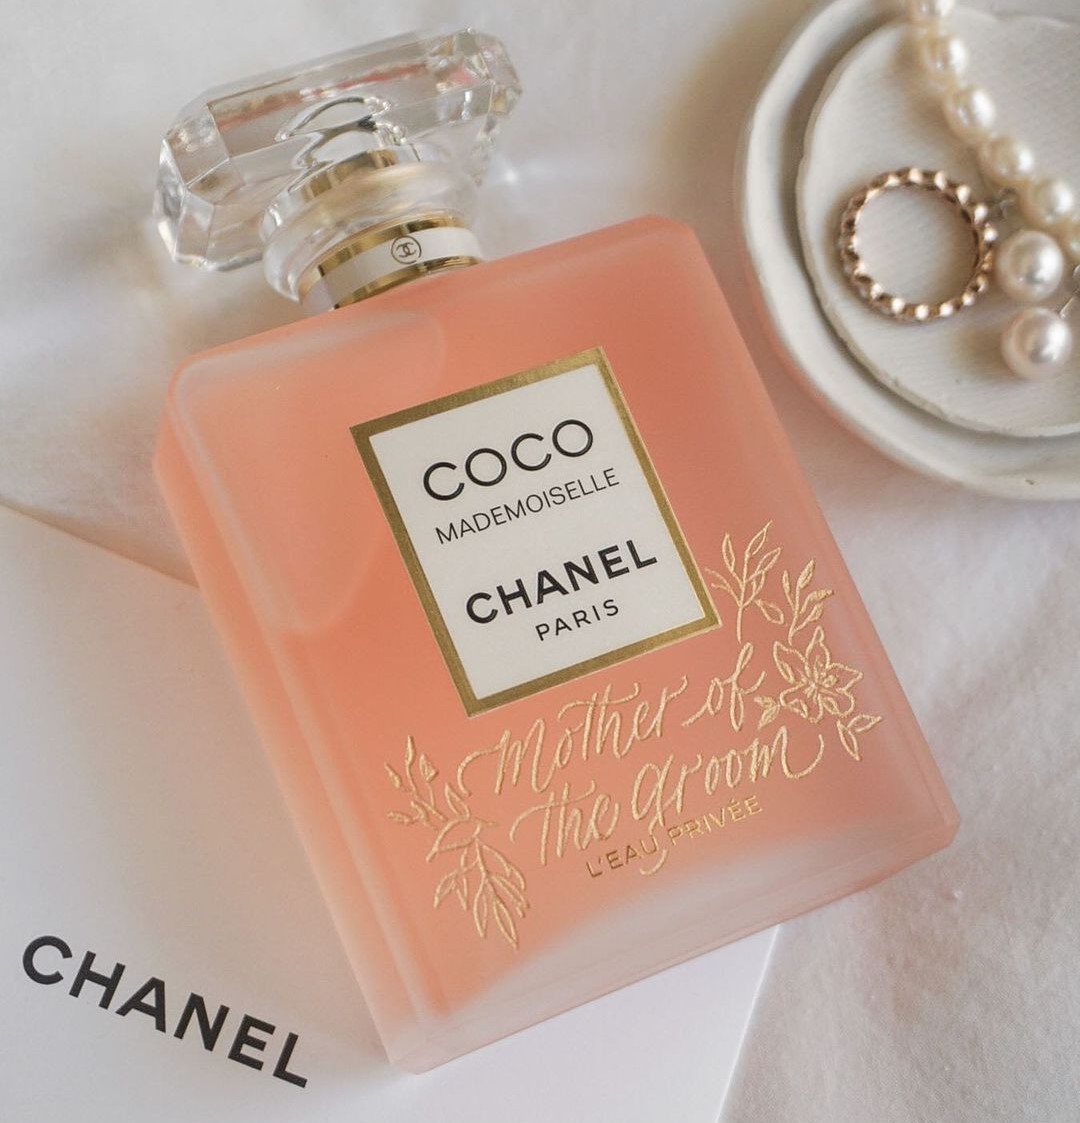 COCO
MADEMOISELLE
CHANEL
PARIS
Mother of
the groom
L'EAU PRIVÉE
CHANEL